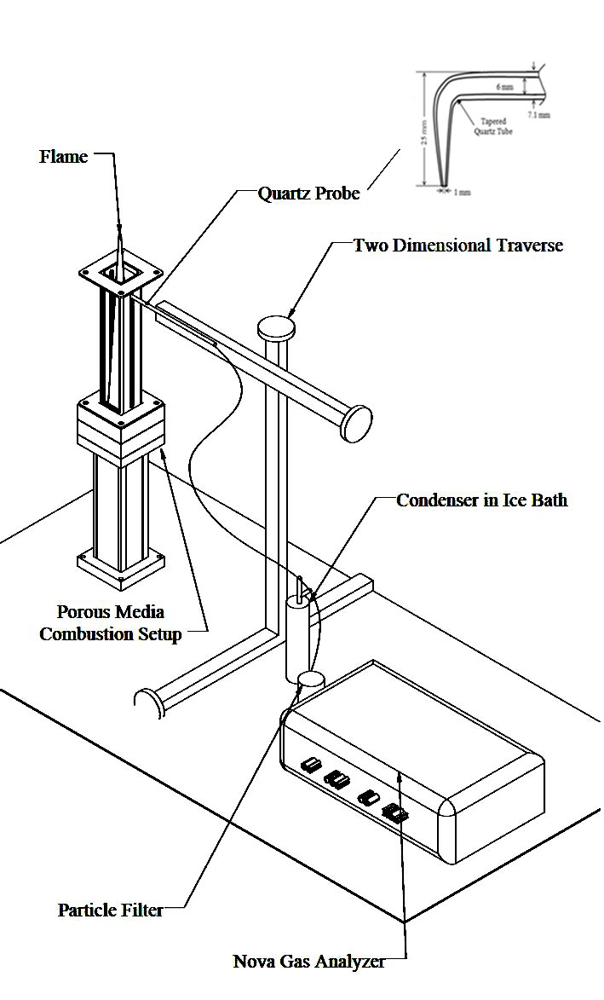 6 mm
7.1 mm
Tapered
Quartz Tube
25 mm
1 mm
Flame
Quartz Probe
Two Dimensional Traverse
Condenser in Ice Bath
Porous Media
Combustion Setup
Particle Filter
Nova Gas Analyzer